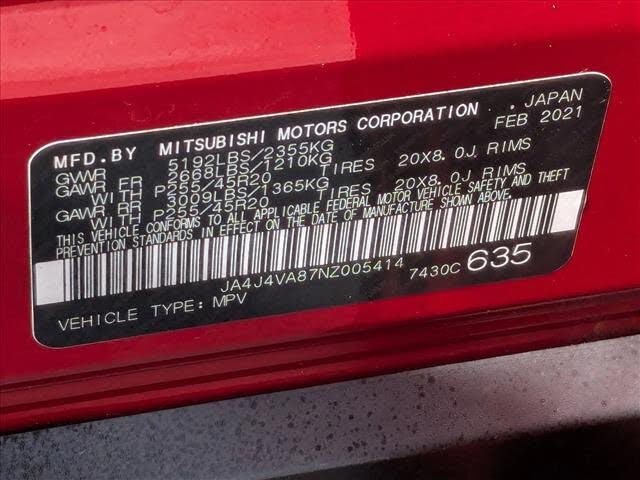 MFD.BY MITSUBISHI MOTORS CORPORATION , JAPAN
GVWR 5192LBS/2355KG FEB 2021
GAWR FR 2668LBS/1210KG
WITH P255/45R20 TIRES 20X8.0J RIMS
GAWR RR 3009LBS/1365KG
WITH P255/45R20 TIRES 20X8.0J RIMS
THIS VEHICLE CONFORMS TO ALL APPLICABLE FEDERAL MOTOR VEHICLE SAFETY AND THEFT
PREVENTION STANDARDS IN EFFECT ON THE DATE OF MANUFACTURE SHOWN ABOVE.
JA4J4VA87NZ005414 7430C 635
VEHICLE TYPE: MPV